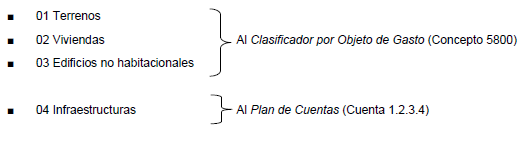 ▪ 01 Terrenos
▪ 02 Viviendas Al Clasificador por Objeto de Gasto (Concepto 5800)
▪ 03 Edificios no habitacionales
▪ 04 Infraestructuras Al Plan de Cuentas (Cuenta 1.2.3.4)